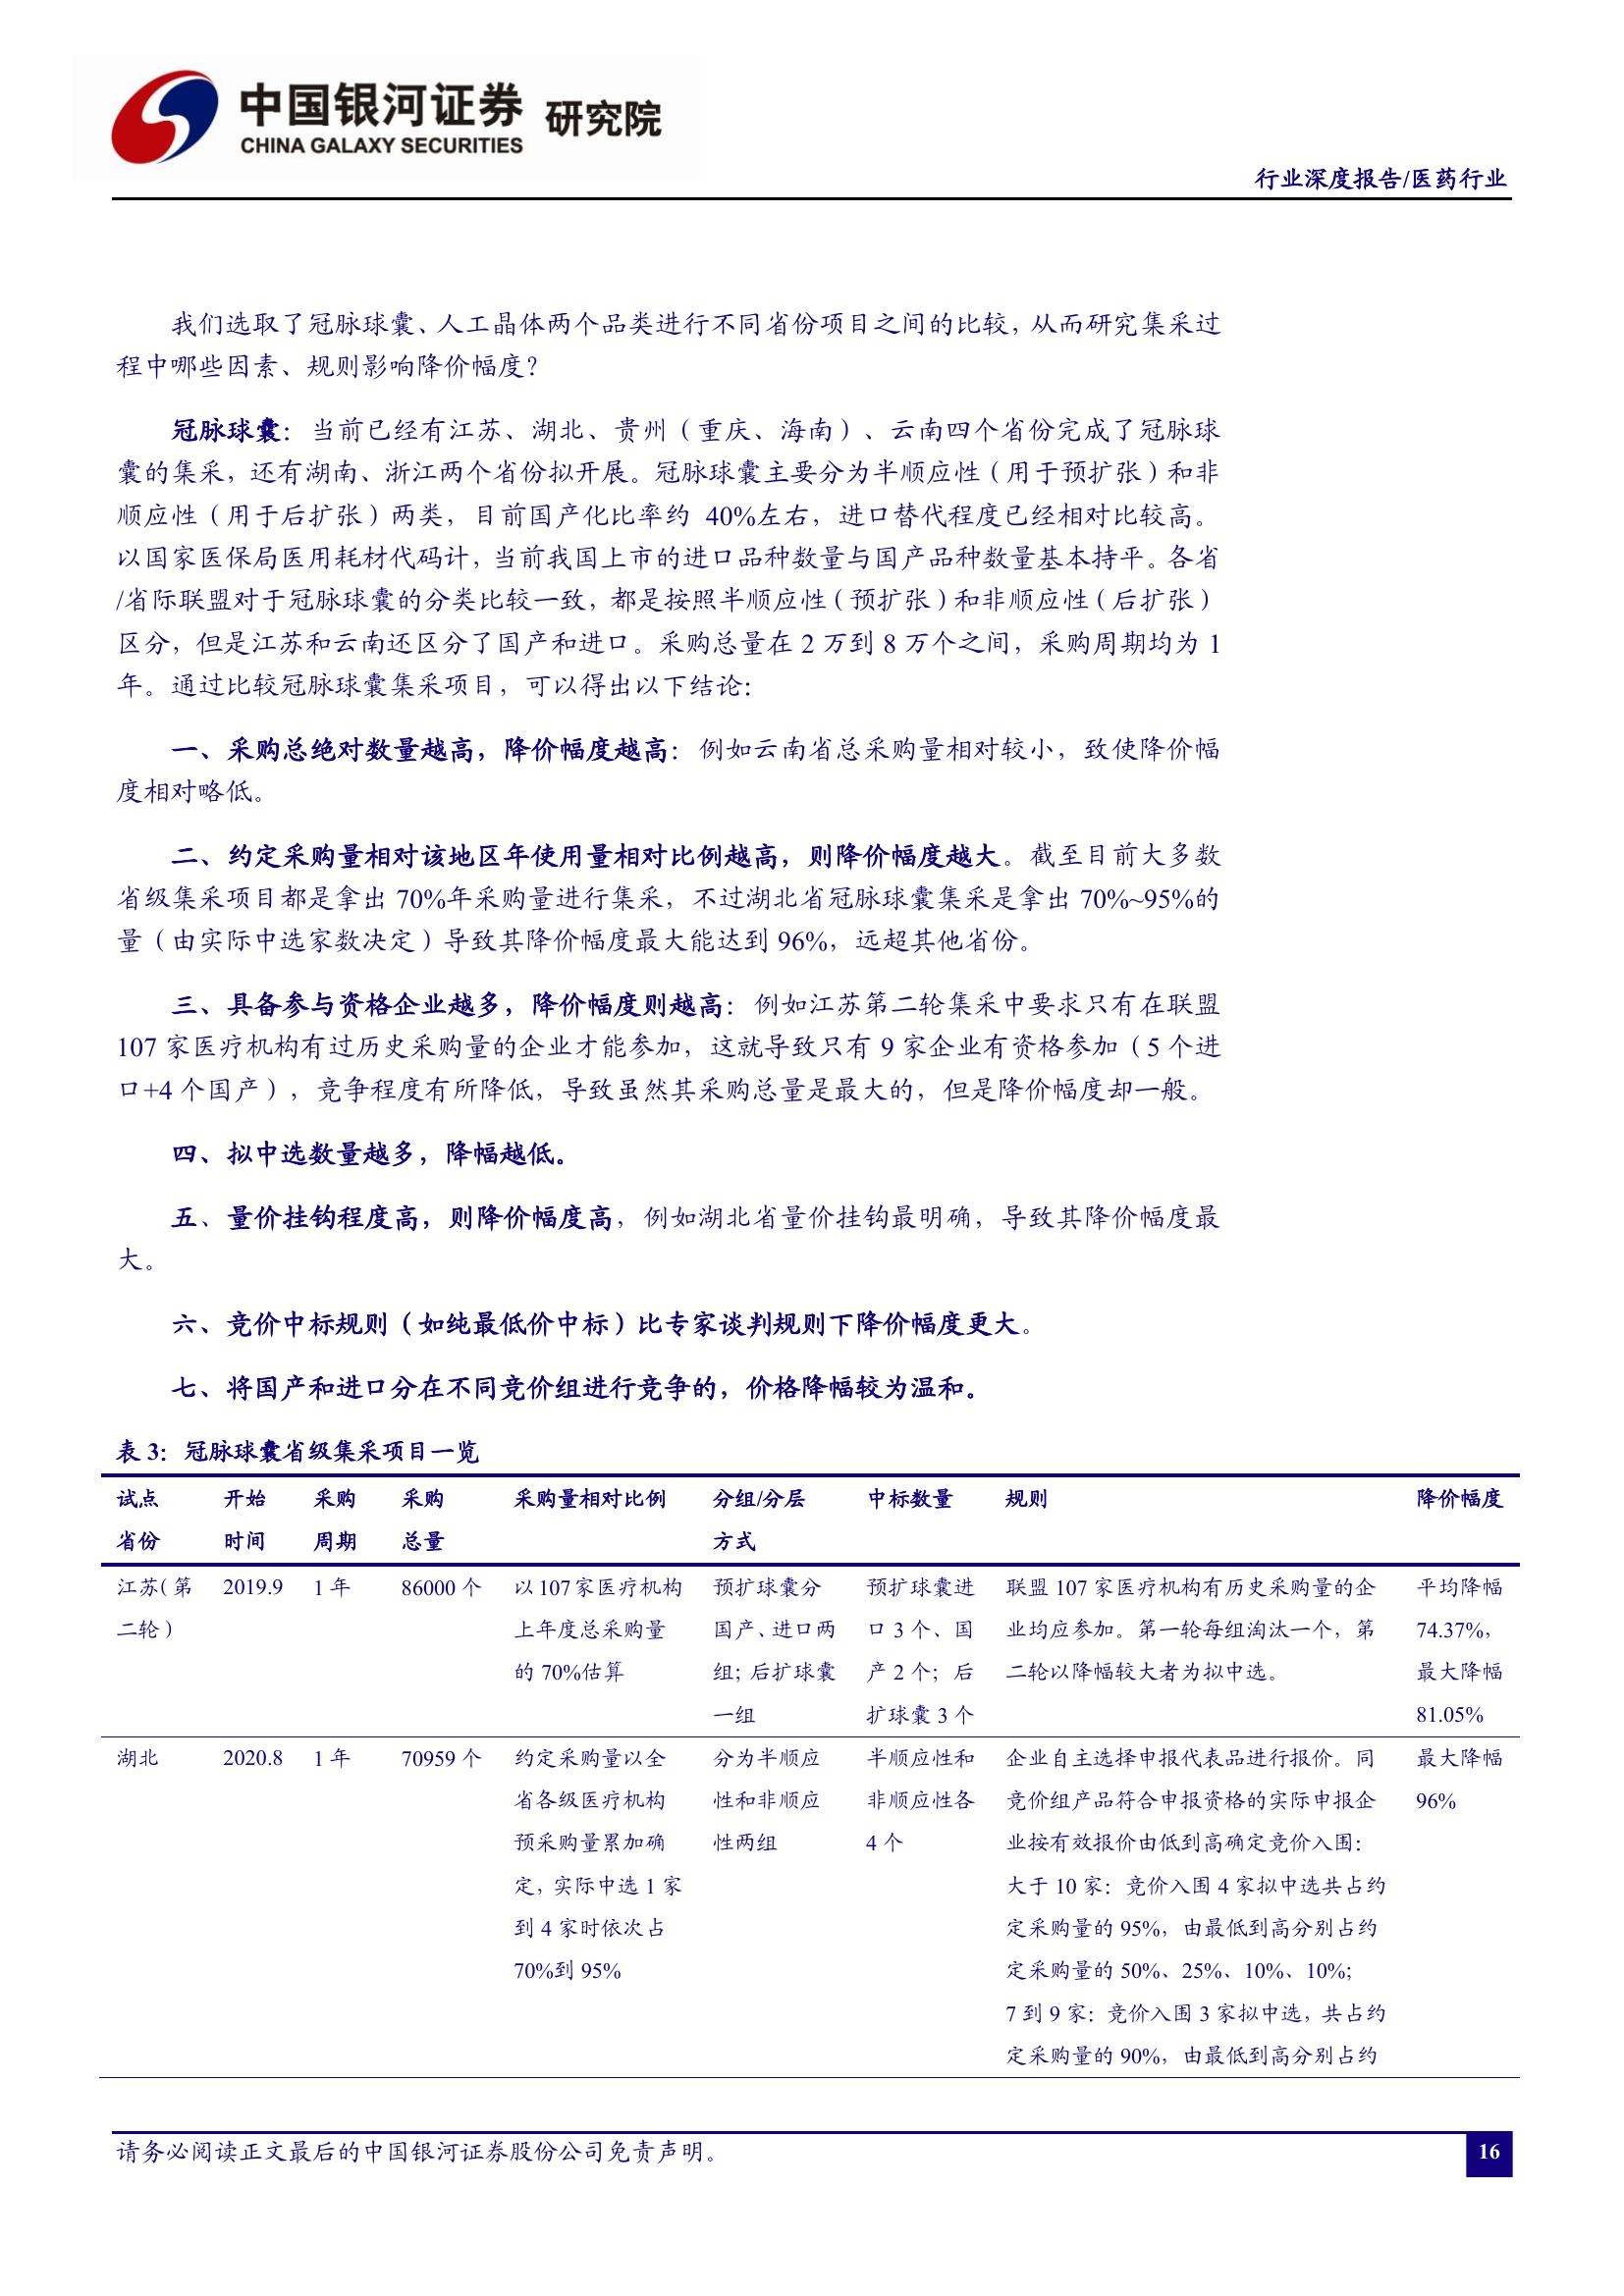 中国银河证券 研究院
CHINA GALAXY SECURITIES
行业深度报告/医药行业
我们选取了冠脉球囊、人工晶体两个品类进行不同省份项目之间的比较，从而研究集采过
程中哪些因素、规则影响降价幅度？
冠脉球囊：当前已经有江苏、湖北、贵州（重庆、海南）、云南四个省份完成了冠脉球
囊的集采，还有湖南、浙江两个省份拟开展。冠脉球囊主要分为半顺应性（用于预扩张）和非
顺应性（用于后扩张）两类，目前国产化比率约 40%左右，进口替代程度已经相对比较高。
以国家医保局医用耗材代码计，当前我国上市的进口品种数量与国产品种数量基本持平。各省
/省际联盟对于冠脉球囊的分类比较一致，都是按照半顺应性（预扩张）和非顺应性（后扩张）
区分，但是江苏和云南还区分了国产和进口。采购总量在 2 万到 8 万个之间，采购周期均为 1
年。通过比较冠脉球囊集采项目，可以得出以下结论：
一、采购总绝对数量越高，降价幅度越高：例如云南省总采购量相对较小，致使降价幅
度相对略低。
二、约定采购量相对该地区年使用量相对比例越高，则降价幅度越大。截至目前大多数
省级集采项目都是拿出 70%年采购量进行集采，不过湖北省冠脉球囊集采是拿出 70%~95%的
量（由实际中选家数决定）导致其降价幅度最大能达到 96%，远超其他省份。
三、具备参与资格企业越多，降价幅度则越高：例如江苏第二轮集采中要求只有在联盟
107 家医疗机构有过历史采购量的企业才能参加，这就导致只有 9 家企业有资格参加（5 个进
口+4 个国产），竞争程度有所降低，导致虽然其采购总量是最大的，但是降价幅度却一般。
四、拟中选数量越多，降幅越低。
五、量价挂钩程度高，则降价幅度高，例如湖北省量价挂钩最明确，导致其降价幅度最
大。
六、竞价中标规则（如纯最低价中标）比专家谈判规则下降价幅度更大。
七、将国产和进口分在不同竞价组进行竞争的，价格降幅较为温和。
表 3：冠脉球囊省级集采项目一览
试点 开始 采购 采购 采购量相对比例 分组/分层 中标数量 规则 降价幅度
省份 时间 周期 总量 方式
江苏（第 2019.9 1 年 86000 个 以 107 家医疗机构 预扩球囊分 预扩球囊进 联盟 107 家医疗机构有历史采购量的企 平均降幅
二轮） 上年度总采购量 国产、进口两 口 3 个、国 业均应参加。第一轮每组淘汰一个，第 74.37%，
的 70%估算 组；后扩球囊 产 2 个；后 二轮以降幅较大者为拟中选。 最大降幅
一组 扩球囊 3 个 81.05%
湖北 2020.8 1 年 70959 个 约定采购量以全 分为半顺应 半顺应性和 企业自主选择申报代表品进行报价。同 最大降幅
省各级医疗机构 性和非顺应 非顺应性各 竞价组产品符合申报资格的实际申报企 96%
预采购量累加确 性两组 4 个 业按有效报价由低到高确定竞价入围：
定，实际中选 1 家 大于 10 家：竞价入围 4 家拟中选共占约
到 4 家时依次占 定采购量的 95%，由最低到高分别占约
70%到 95% 定采购量的 50%、25%、10%、10%；
7 到 9 家：竞价入围 3 家拟中选，共占约
定采购量的 90%，由最低到高分别占约
请务必阅读正文最后的中国银河证券股份公司免责声明。
16